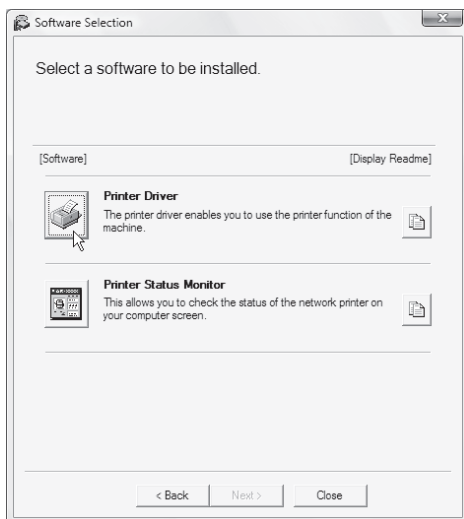 Software Selection
X
Select a software to be installed.
[Software] [Display Readme]
Printer Driver
The printer driver enables you to use the printer function of the
machine.
Printer Status Monitor
This allows you to check the status of the network printer on
your computer screen.
< Back Next > Close